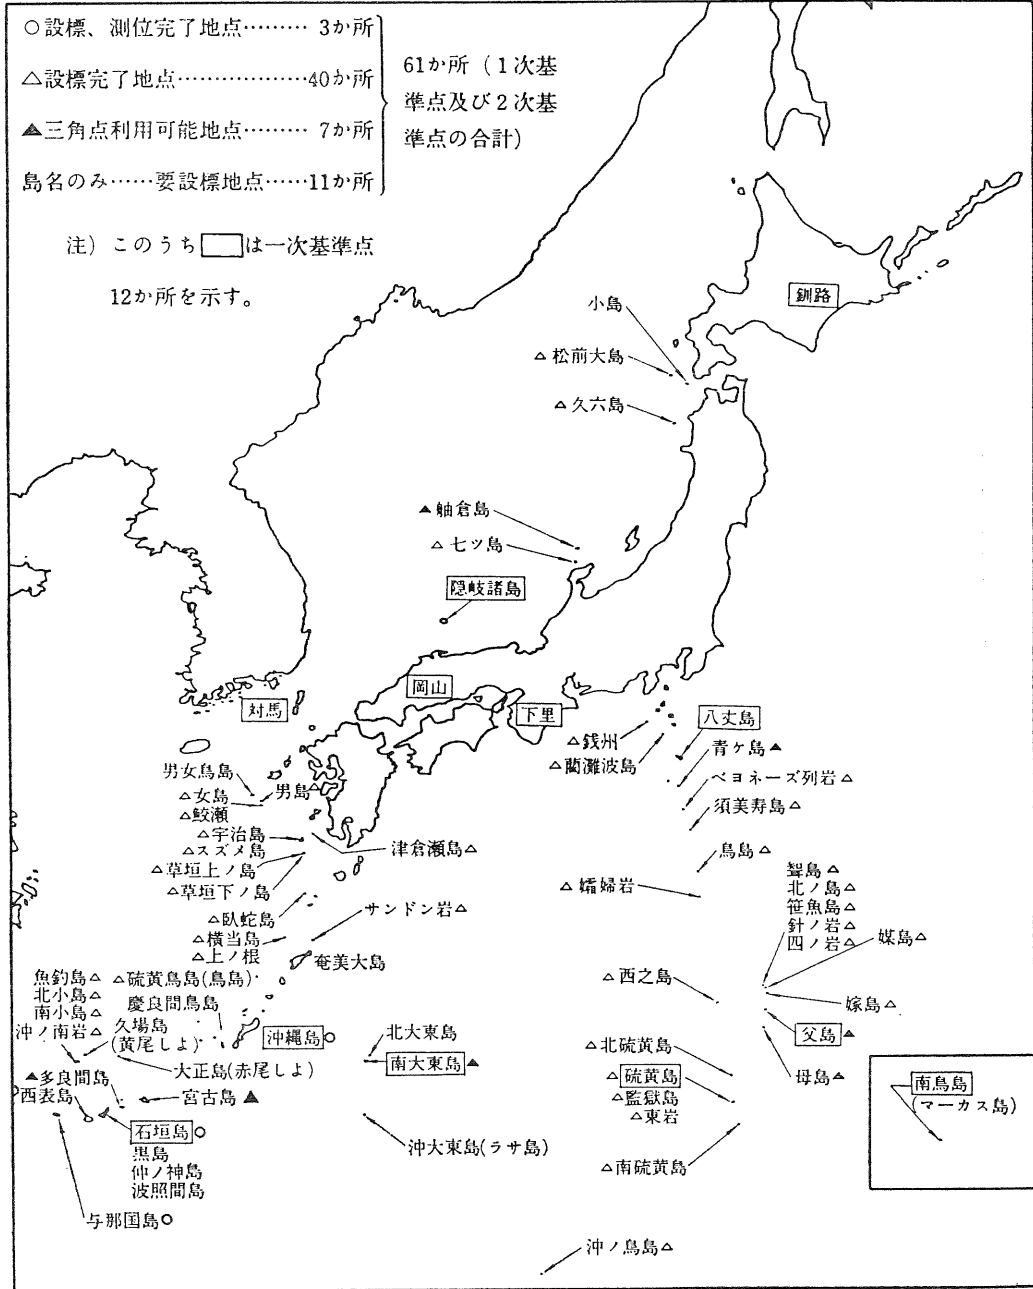 ○設標、測位完了地点……… 3か所
△設標完了地点………………40か所
▲三角点利用可能地点……… 7か所
島名のみ……要設標地点……11か所
61か所（1次基
準点及び2次基
準点の合計）
注）このうち□は一次基準点
12か所を示す。
釧路
小島
△松前大島
△久六島
▲舳倉島
△七ツ島
隠岐諸島
岡山
対馬
下里
八丈島
△銭州
△藺灘波島
青ヶ島▲
ベヨネーズ列岩△
須美寿島△
鳥島△
△孀婦岩
男女鳥島
△女島
男島△
△鮫瀬
△宇治島
△スズメ島
△草垣上ノ島
△草垣下ノ島
津倉瀬島△
△臥蛇島
サンドン岩△
△横当島
△上ノ根
奄美大島
聟島△
北ノ島△
笹魚島△
針ノ岩△
四ノ岩△
媒島△
嫁島△
△西之島
父島▲
母島▲
魚釣島△
北小島△
南小島△
沖ノ南岩△
△硫黄鳥島(鳥島)
慶良間鳥島
久場島
(黄尾しよ)
沖縄島○
大正島(赤尾しよ)
北大東島
南大東島▲
△北硫黄島
△硫黄島
△監獄島
△東岩
△南硫黄島
▲多良間島
西表島
宮古島▲
石垣島○
黒島
仲ノ神島
波照間島
与那国島○
沖大東島(ラサ島)
南鳥島
(マーカス島)
沖ノ鳥島△